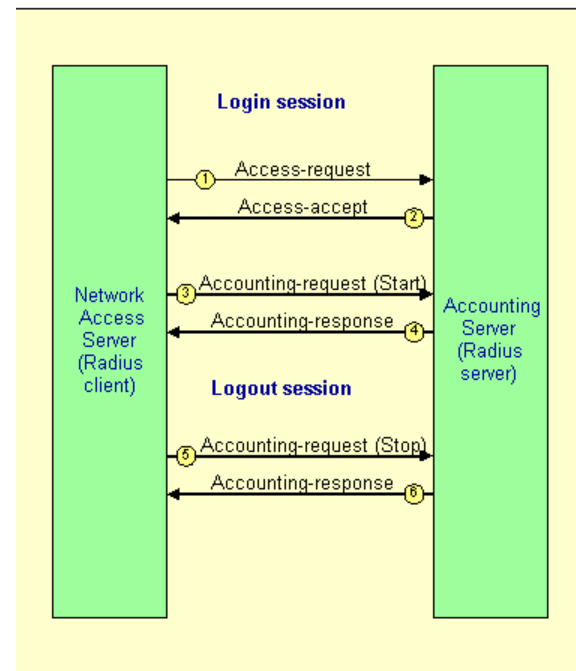 Login session
1 Access-request
Access-accept 2
3 Accounting-request (Start)
Accounting-response 4
Network
Access
Server
(Radius
client)
Accounting
Server
(Radius
server)
Logout session
5 Accounting-request (Stop)
Accounting-response 6